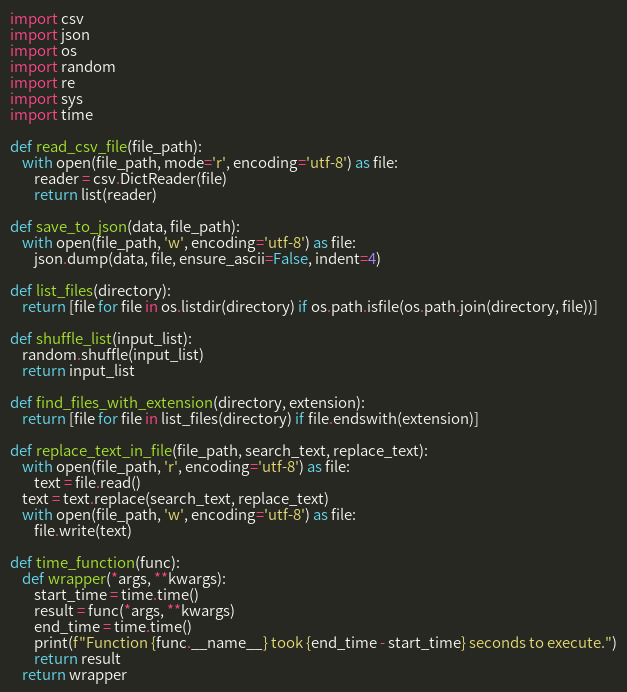 import csv
import json
import os
import random
import re
import sys
import time

def read_csv_file(file_path):
    with open(file_path, mode='r', encoding='utf-8') as file:
        reader = csv.DictReader(file)
        return list(reader)

def save_to_json(data, file_path):
    with open(file_path, 'w', encoding='utf-8') as file:
        json.dump(data, file, ensure_ascii=False, indent=4)

def list_files(directory):
    return [file for file in os.listdir(directory) if os.path.isfile(os.path.join(directory, file))]

def shuffle_list(input_list):
    random.shuffle(input_list)
    return input_list

def find_files_with_extension(directory, extension):
    return [file for file in list_files(directory) if file.endswith(extension)]

def replace_text_in_file(file_path, search_text, replace_text):
    with open(file_path, 'r', encoding='utf-8') as file:
        text = file.read()
    text = text.replace(search_text, replace_text)
    with open(file_path, 'w', encoding='utf-8') as file:
        file.write(text)

def time_function(func):
    def wrapper(*args, **kwargs):
        start_time = time.time()
        result = func(*args, **kwargs)
        end_time = time.time()
        print(f"Function {func.__name__} took {end_time - start_time} seconds to execute.")
        return result
    return wrapper